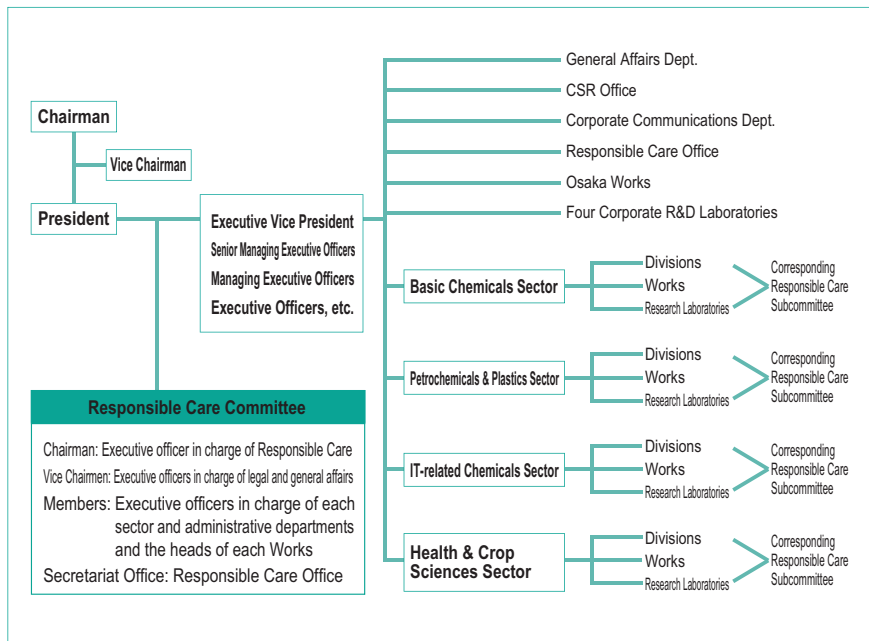 Chairman
Vice Chairman
President
Executive Vice President
Senior Managing Executive Officers
Managing Executive Officers
Executive Officers, etc.
General Affairs Dept.
CSR Office
Corporate Communications Dept.
Responsible Care Office
Osaka Works
Four Corporate R&D Laboratories
Basic Chemicals Sector
Divisions
Works
Research Laboratories
Corresponding
Responsible Care
Subcommittee
Petrochemicals & Plastics Sector
Divisions
Works
Research Laboratories
Corresponding
Responsible Care
Subcommittee
IT-related Chemicals Sector
Divisions
Works
Research Laboratories
Corresponding
Responsible Care
Subcommittee
Health & Crop
Sciences Sector
Divisions
Works
Research Laboratories
Corresponding
Responsible Care
Subcommittee
Responsible Care Committee
Chairman: Executive officer in charge of Responsible Care
Vice Chairmen: Executive officers in charge of legal and general affairs
Members: Executive officers in charge of each
sector and administrative departments
and the heads of each Works
Secretariat Office: Responsible Care Office